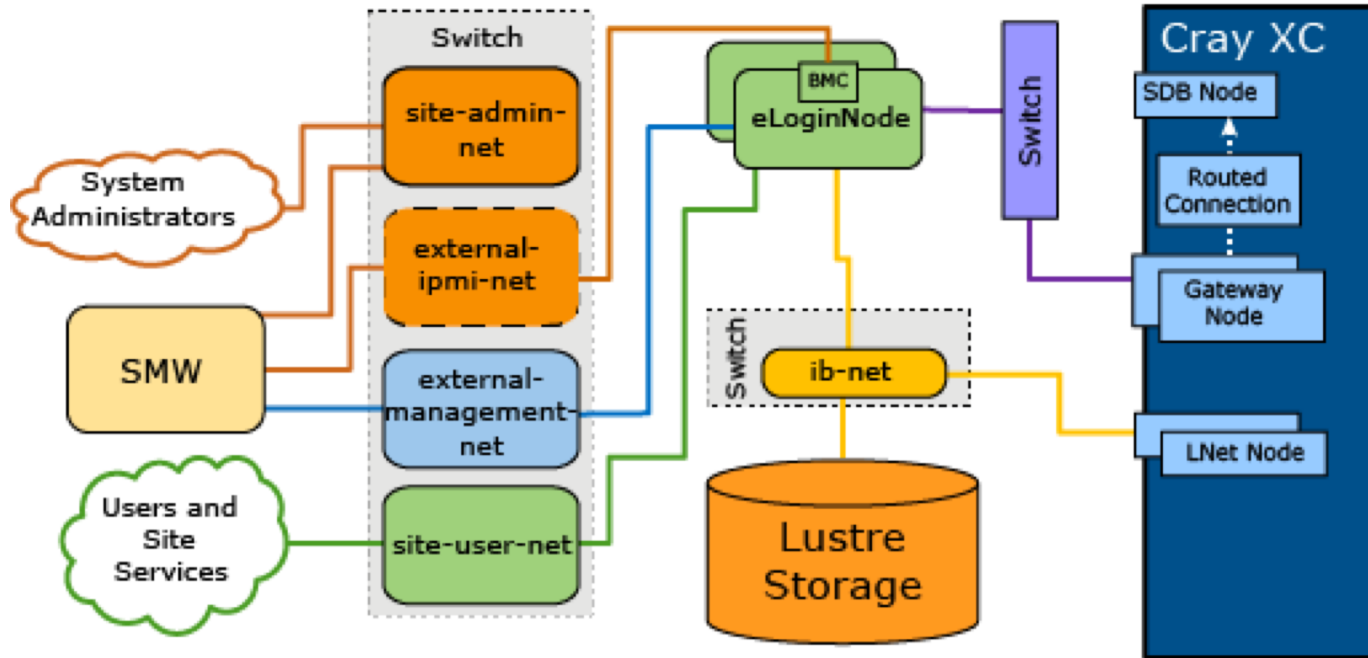 Switch
site-admin-
net
external-
ipmi-net
external-
management-
net
site-user-net
System
Administrators
SMW
Users and
Site
Services
BMC
eLoginNode
Switch
Switch
ib-net
Lustre
Storage
Cray XC
SDB Node
Routed
Connection
Gateway
Node
LNet Node